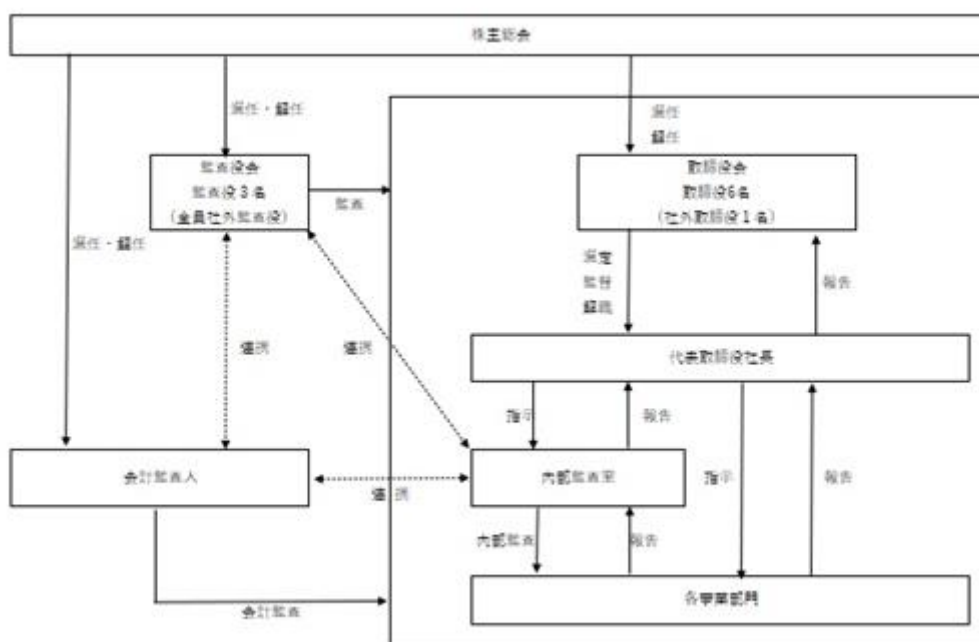 株主総会
選任・解任
選任
解任
監査役会
監査役3名
(全員社外監査役)
監査
取締役会
取締役6名
(社外取締役1名)
選任・解任
選定
監督
解職
報告
連携
連携
代表取締役社長
指示
報告
会計監査人
連携
内部監査室
指示
報告
内部監査
報告
会計監査
各事業部門